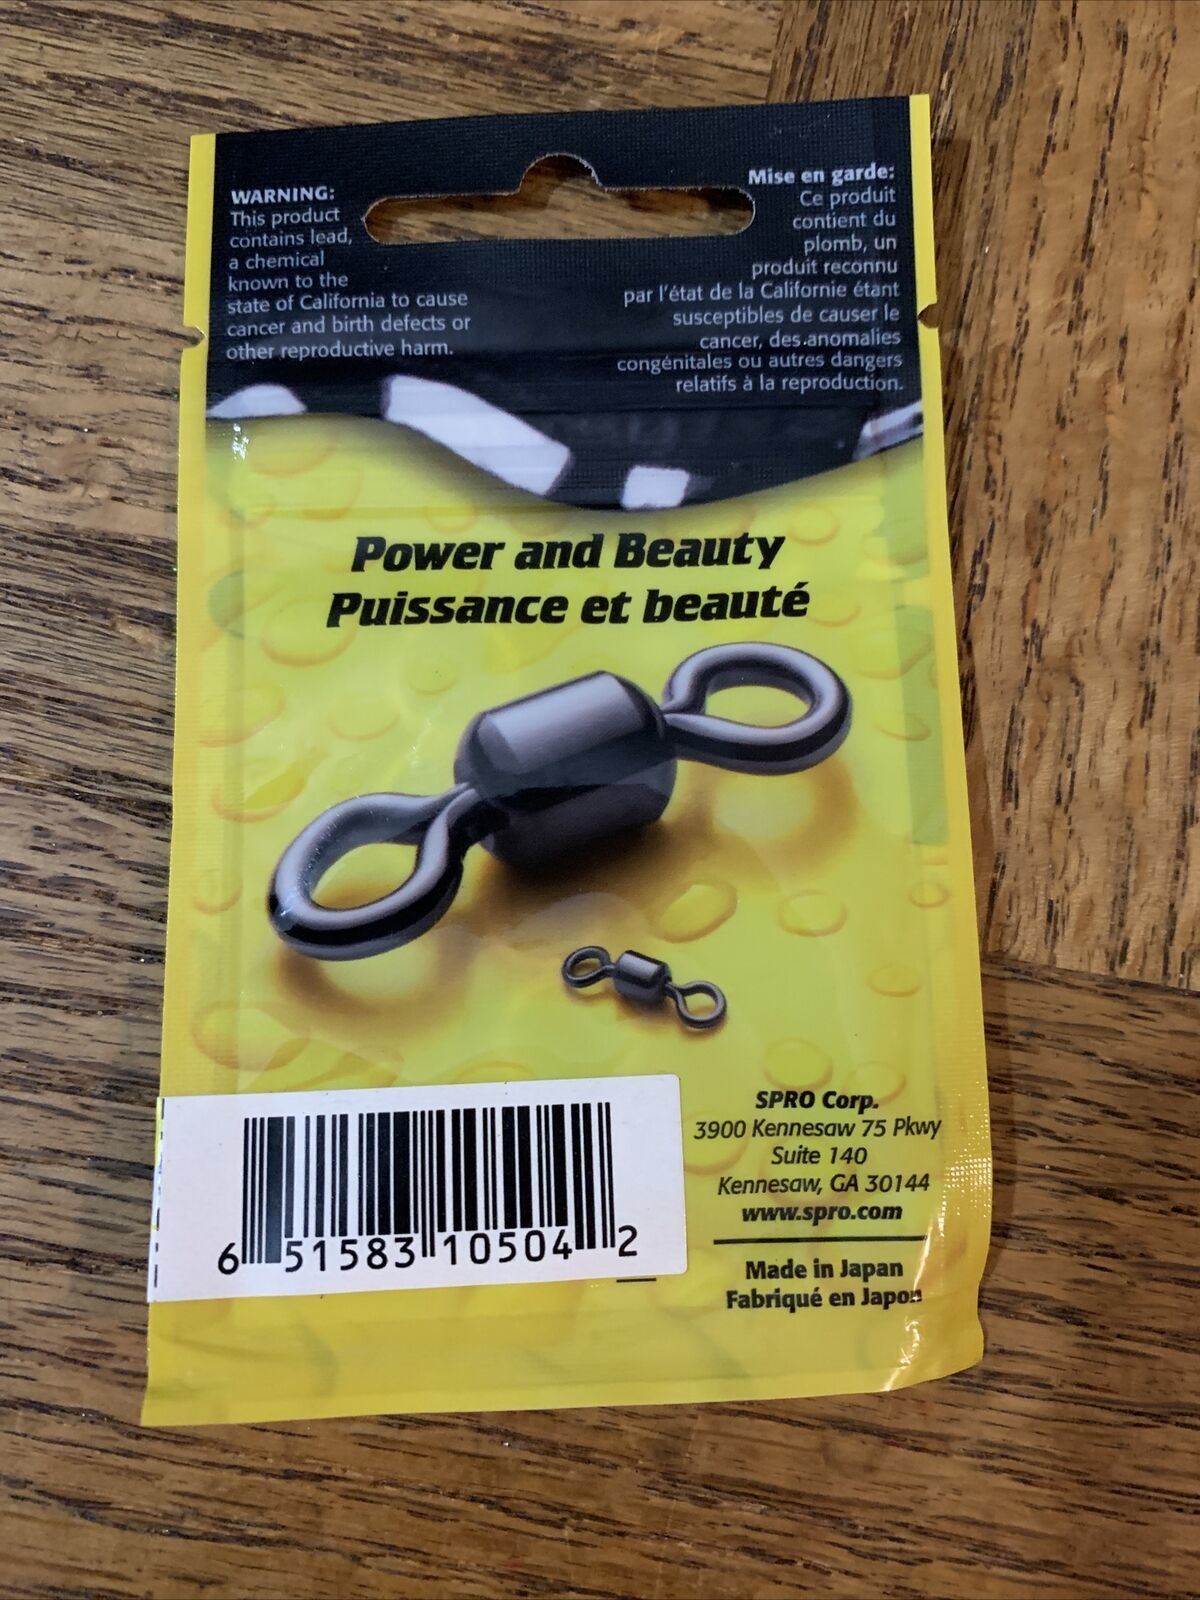 WARNING:
This product
contains lead,
a chemical
known to the
state of California to cause
cancer and birth defects or
other reproductive harm.
Mise en garde:
Ce produit
contient du
plomb, un
produit reconnu
par l'état de la Californie étant
susceptibles de causer le
cancer, des anomalies
congénitales ou autres dangers
relatifs à la reproduction.
Power and Beauty
Puissance et beauté
6 51583 10504 2
SPRO Corp.
3900 Kennesaw 75 Pkwy
Suite 140
Kennesaw, GA 30144
www.spro.com
Made in Japan
Fabriqué en Japon